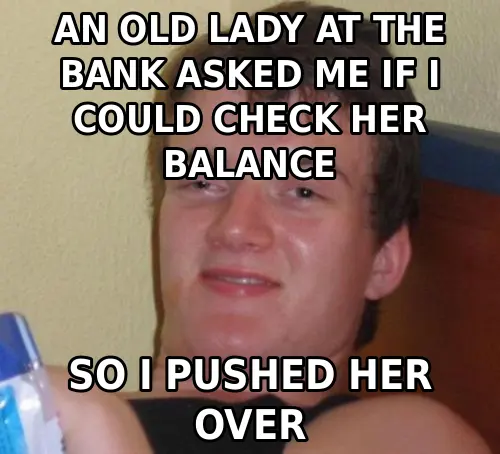 AN OLD LADY AT THE
BANK ASKED ME IF I
COULD CHECK HER
BALANCE
SO I PUSHED HER
OVER